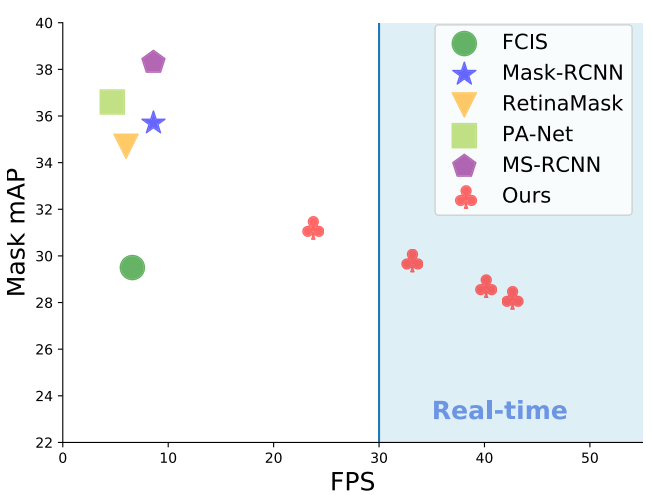 40
38
36
34
32
30
28
26
24
22
Mask mAP
FCIS
Mask-RCNN
RetinaMask
PA-Net
MS-RCNN
Ours
Real-time
0 10 20 30 40 50
FPS